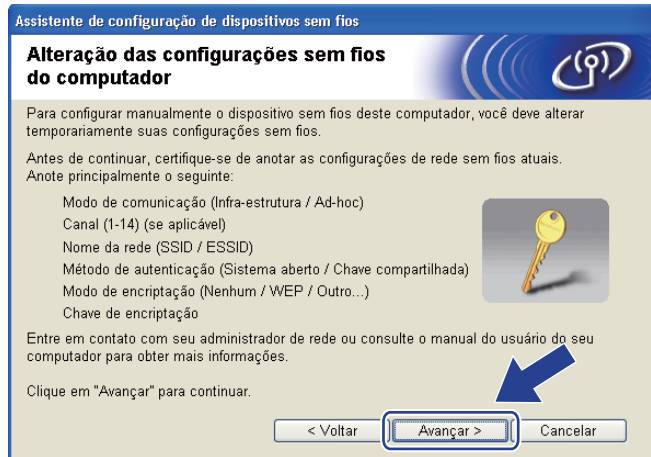 Assistente de configuração de dispositivos sem fios
Alteração das configurações sem fios
do computador
Para configurar manualmente o dispositivo sem fios deste computador, você deve alterar
temporariamente suas configurações sem fios.
Antes de continuar, certifique-se de anotar as configurações de rede sem fios atuais.
Anote principalmente o seguinte:
Modo de comunicação (Infra-estrutura / Ad-hoc)
Canal (1-14) (se aplicável)
Nome da rede (SSID / ESSID)
Método de autenticação (Sistema aberto / Chave compartilhada)
Modo de encriptação (Nenhum / WEP / Outro...)
Chave de encriptação
Entre em contato com seu administrador de rede ou consulte o manual do usuário do seu
computador para obter mais informações.
Clique em "Avançar" para continuar.
< Voltar
Avançar >
Cancelar